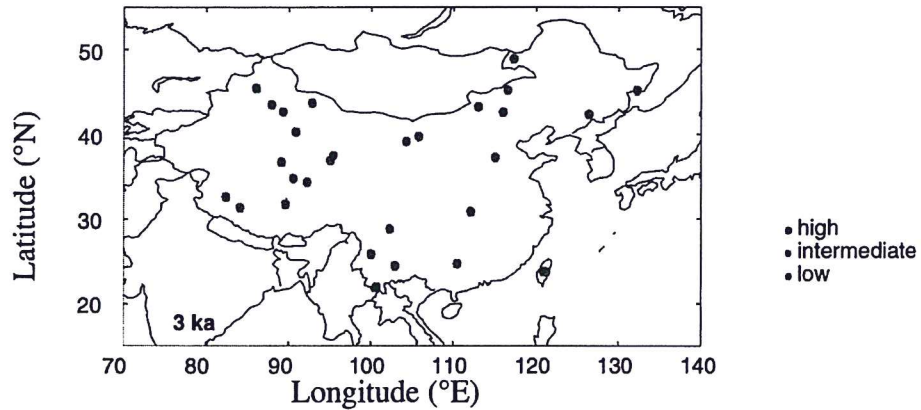 50
40
30
20
Latitude (°N)
3 ka
70 80 90 100 110 120 130 140
Longitude (°E)
high
intermediate
low